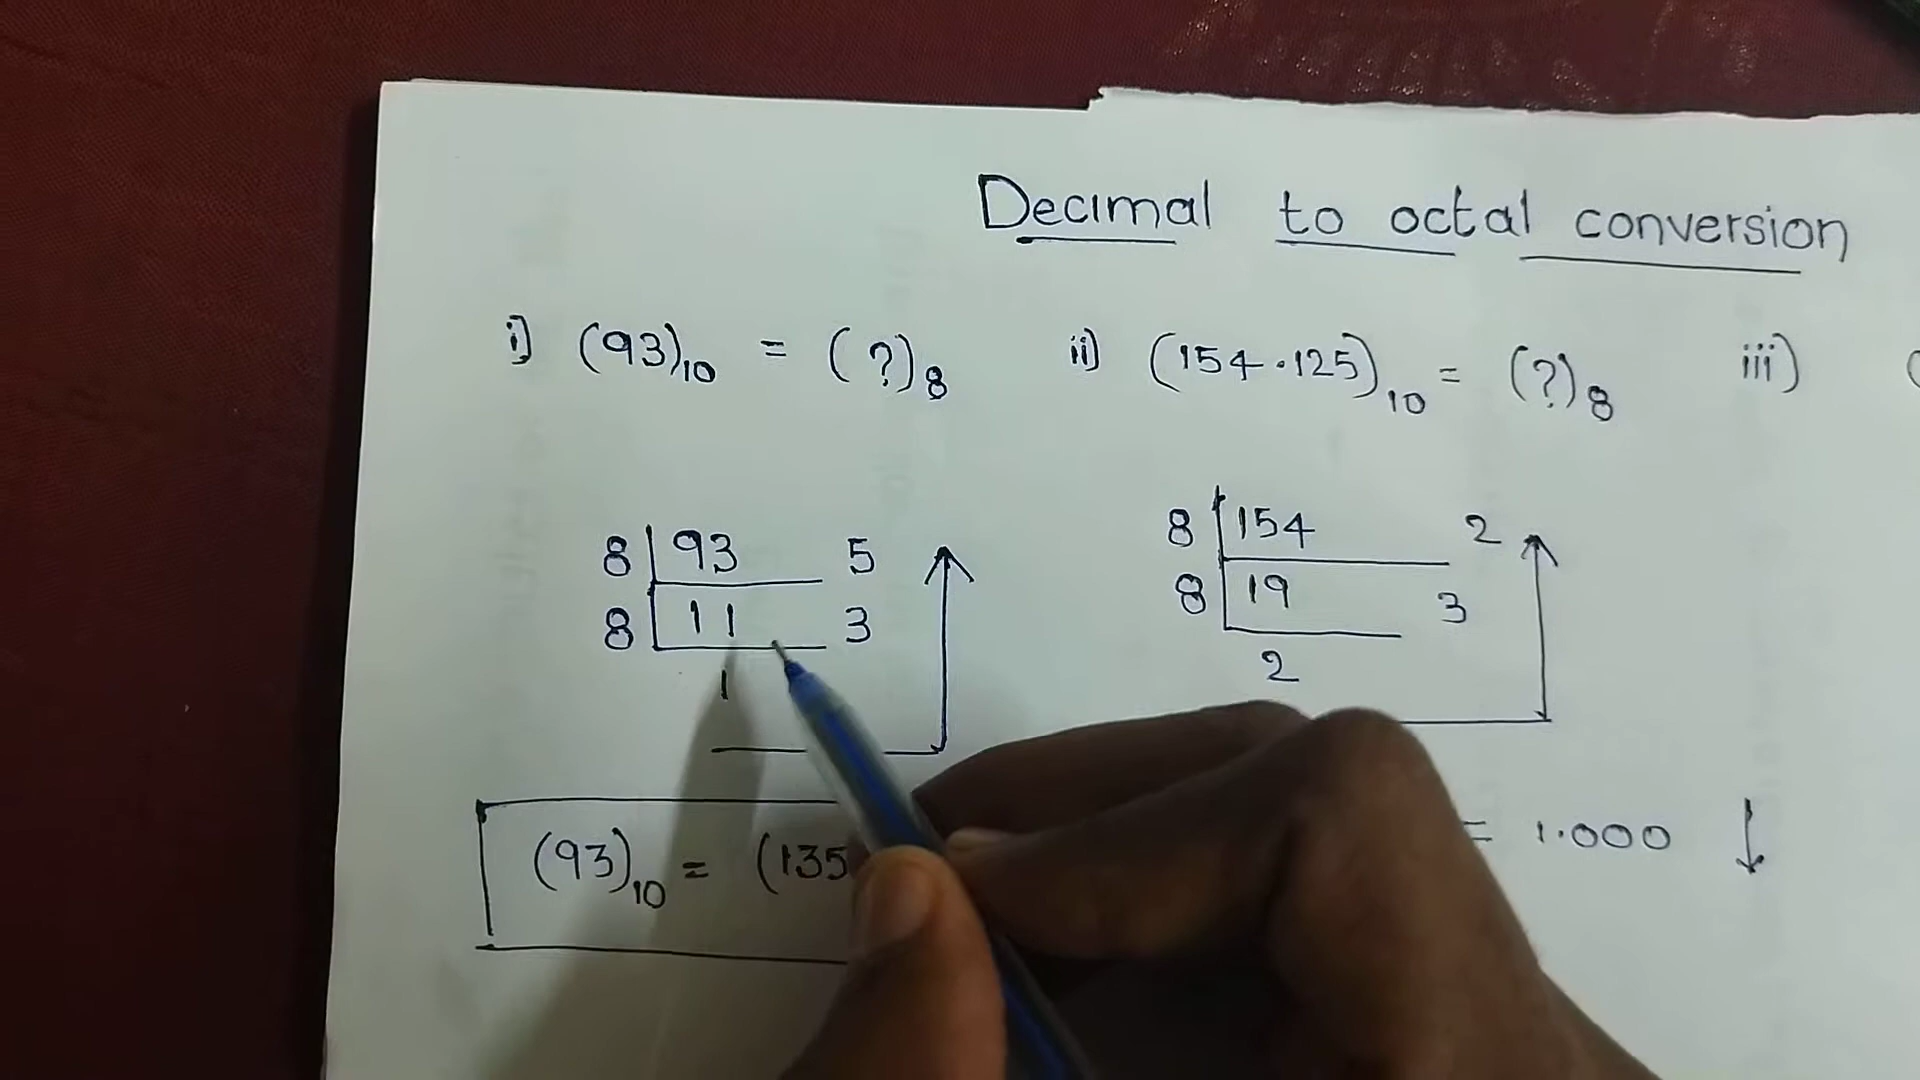 Decimal to octal conversion
i) (93)10 = (?)8
ii) (154.125)10 = (?)8
iii) (
8 | 93 5
8 | 11 3
1
8 | 154 2
8 | 19 3
2
= 1.000 ↓
(93)10 = (135